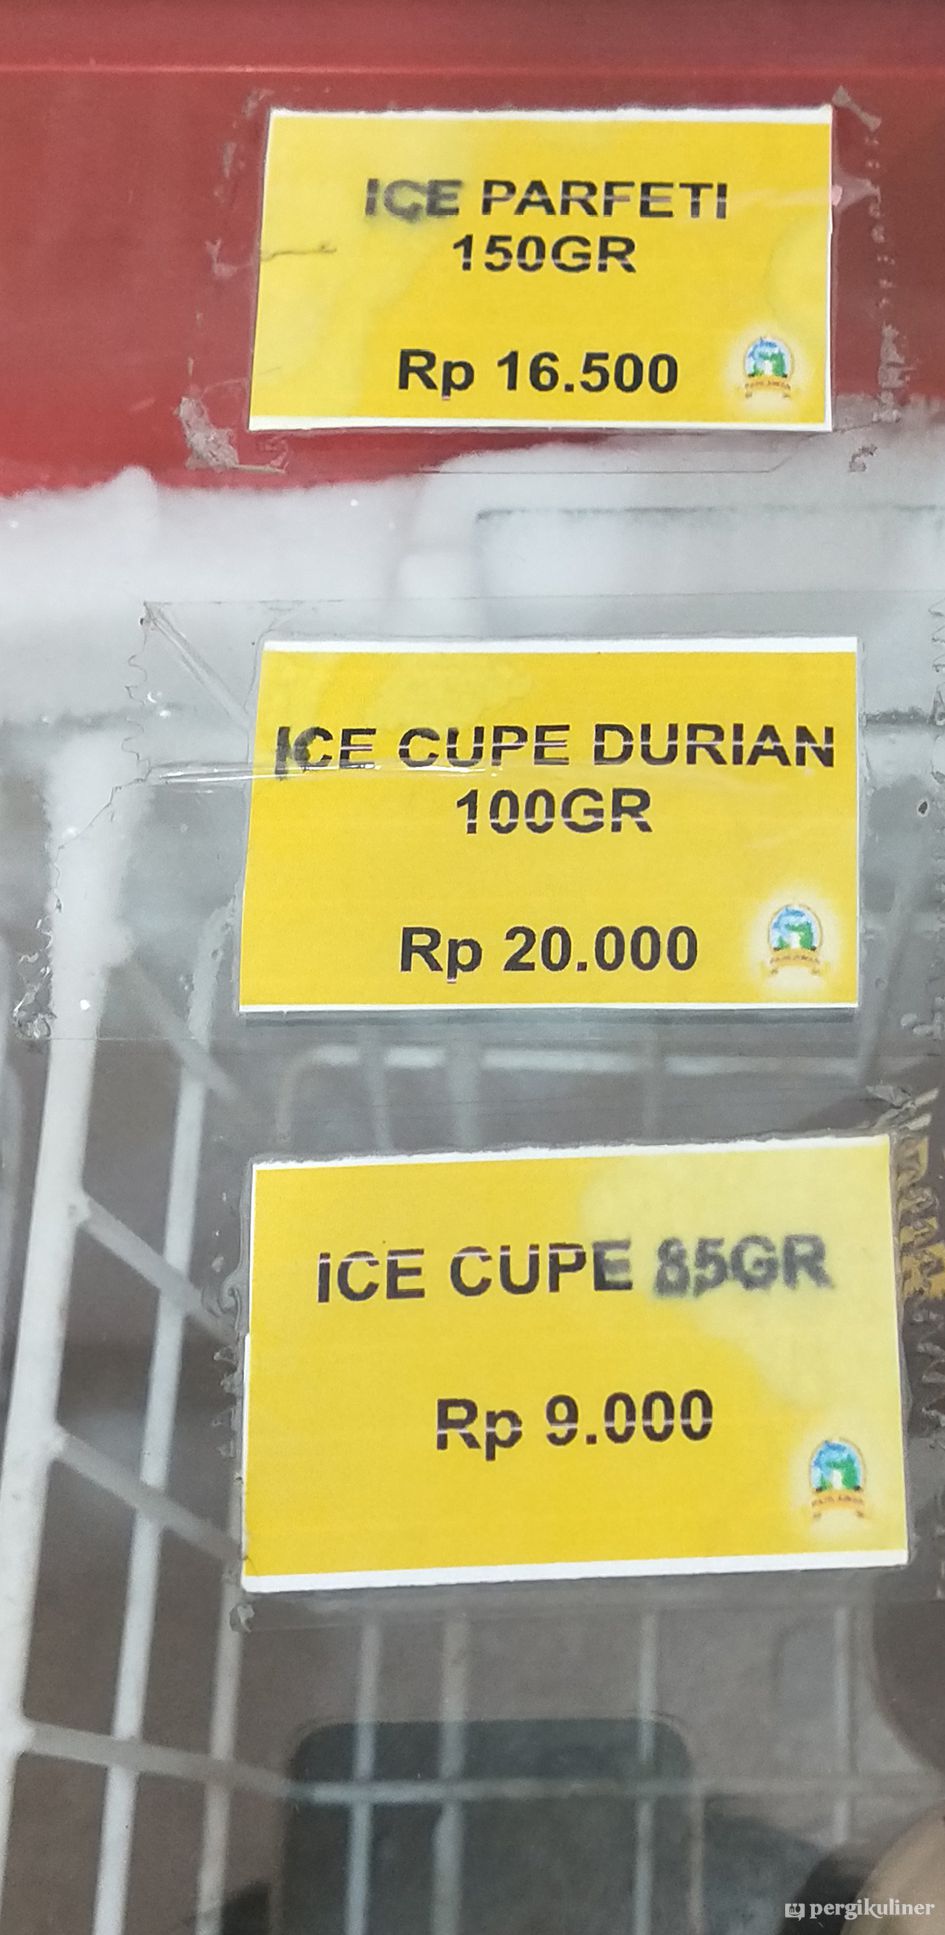 ICE PARFETI
150GR
Rp 16.500
ICE CUPE DURIAN
100GR
Rp 20.000
ICE CUPE 85GR
Rp 9.000
pergikuliner